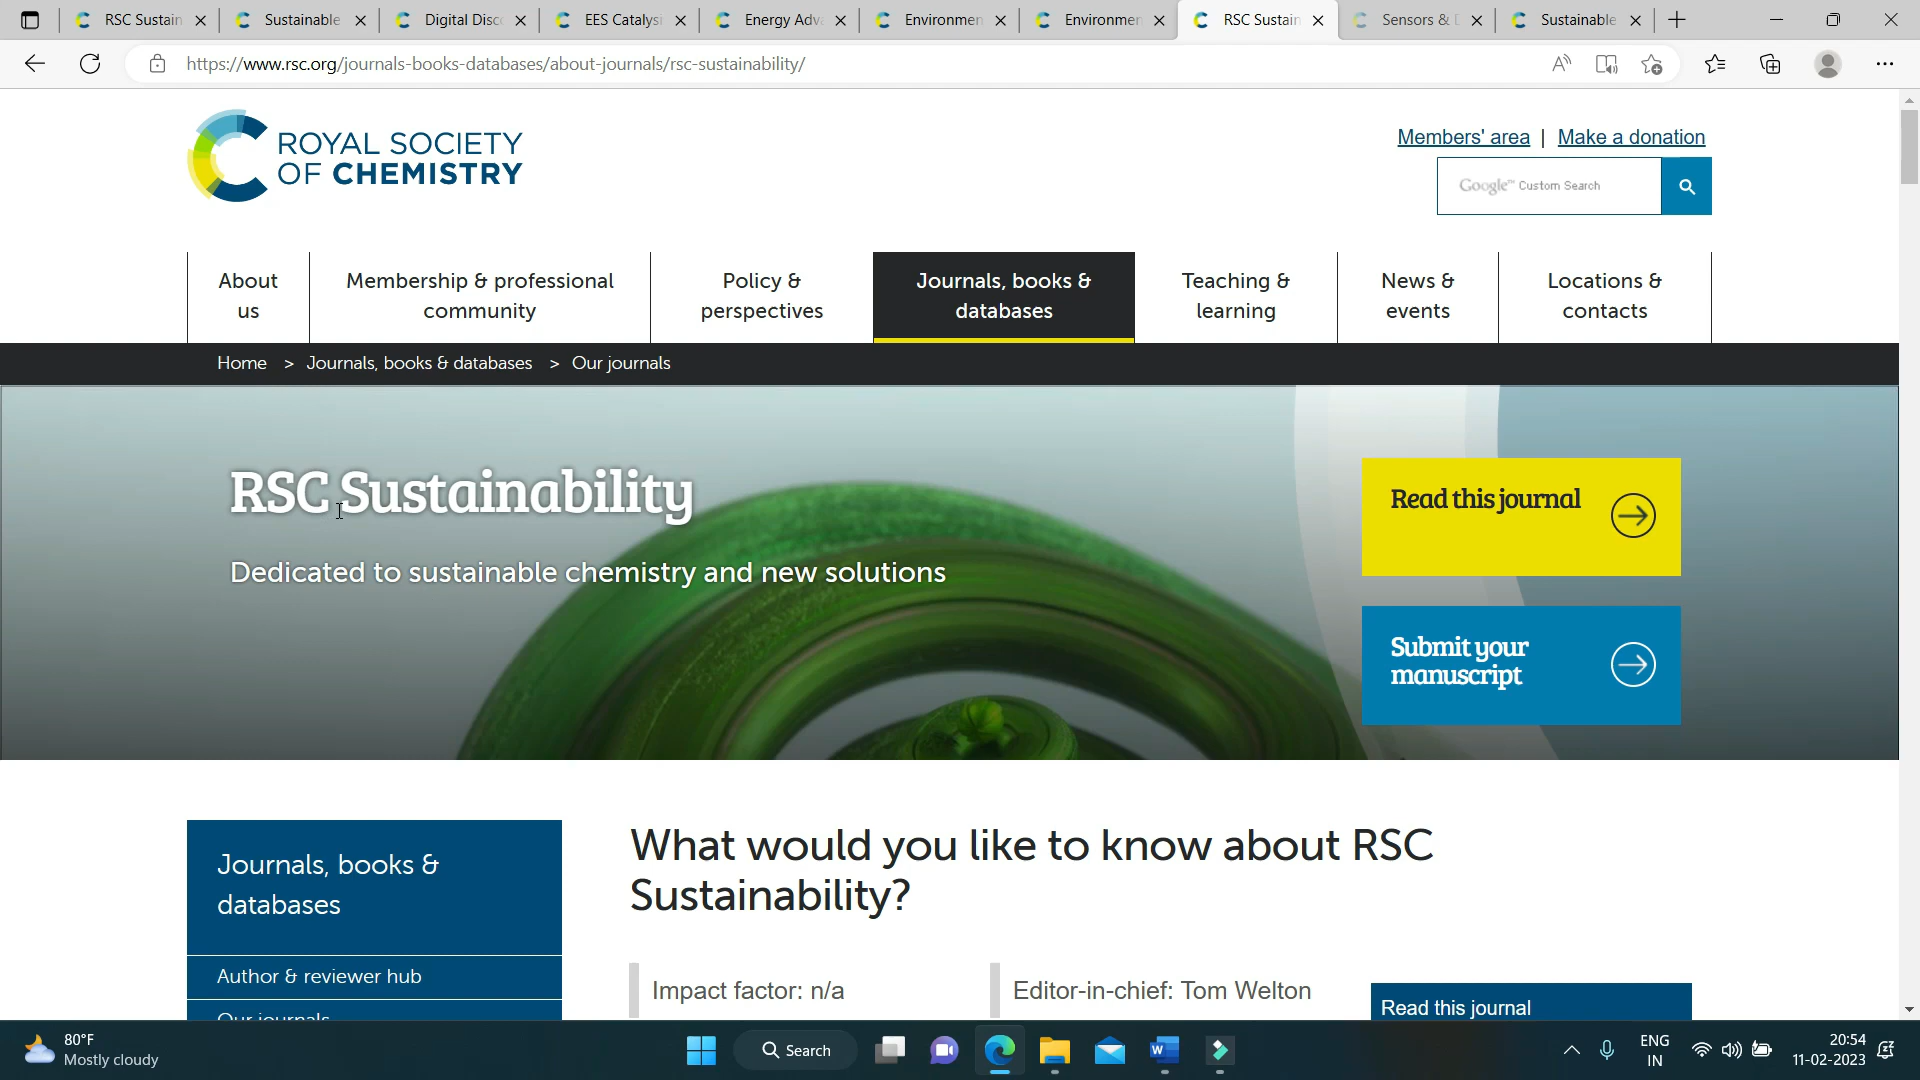 RSC Sustain
Sustainable
Digital Disc
EES Catalys
Energy Adv
Environmen
Environmen
RSC Sustain
Sensors & D
Sustainable
https://www.rsc.org/journals-books-databases/about-journals/rsc-sustainability/
ROYAL SOCIETY
OF CHEMISTRY
Members' area | Make a donation
Google™ Custom Search
About
us
Membership & professional
community
Policy &
perspectives
Journals, books &
databases
Teaching &
learning
News &
events
Locations &
contacts
Home > Journals, books & databases > Our journals
RSC Sustainability
Dedicated to sustainable chemistry and new solutions
Read this journal
Submit your
manuscript
Journals, books &
databases
Author & reviewer hub
Our journals
What would you like to know about RSC
Sustainability?
Impact factor: n/a
Editor-in-chief: Tom Welton
Read this journal
80°F
Mostly cloudy
Search
ENG
IN
20:54
11-02-2023